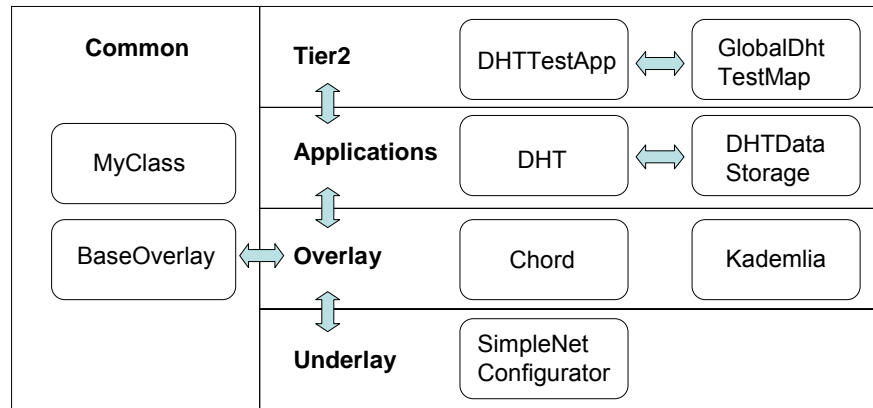 Common
MyClass
BaseOverlay
Tier2
DHTTestApp
GlobalDht
TestMap
Applications
DHT
DHTData
Storage
Overlay
Chord
Kademlia
Underlay
SimpleNet
Configurator